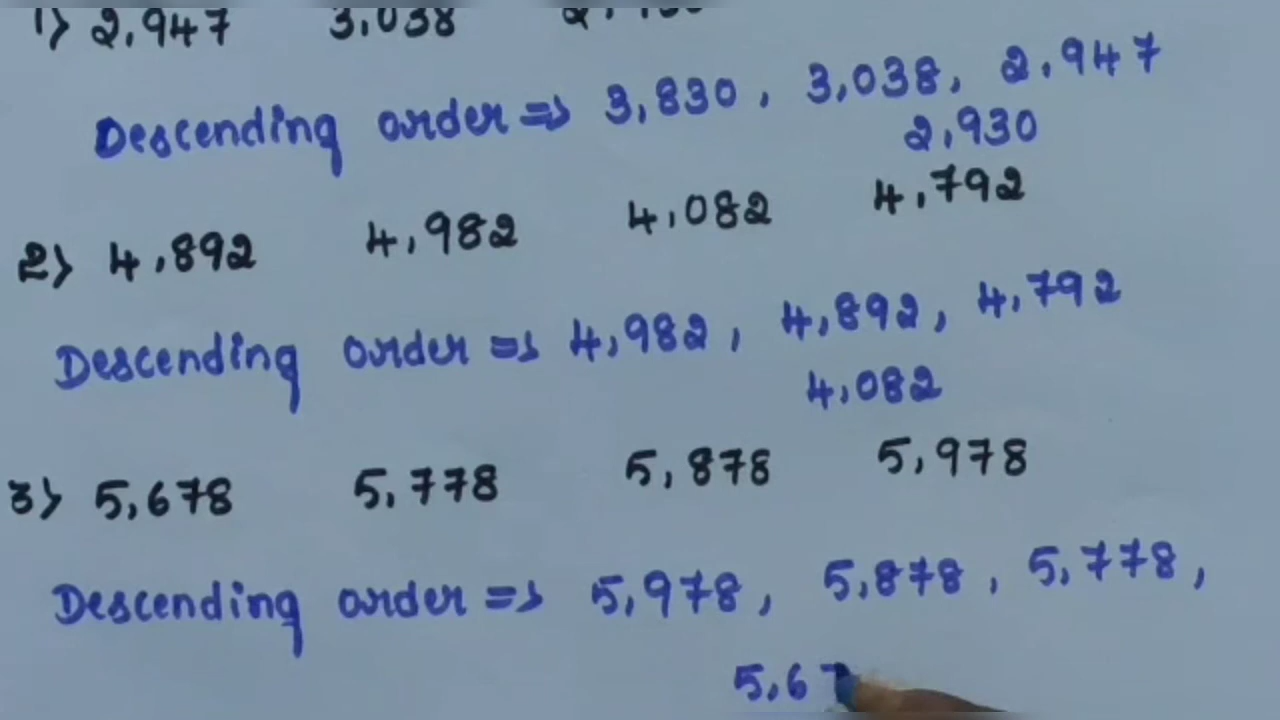 1) 2,947 3,038
Descending order => 3,830, 3,038, 2,947
2,930
2) 4,892 4,982 4,082 4,792
Descending order => 4,982, 4,892, 4,792
4,082
3) 5,678 5,778 5,878 5,978
Descending order => 5,978, 5,878, 5,778,
5,67